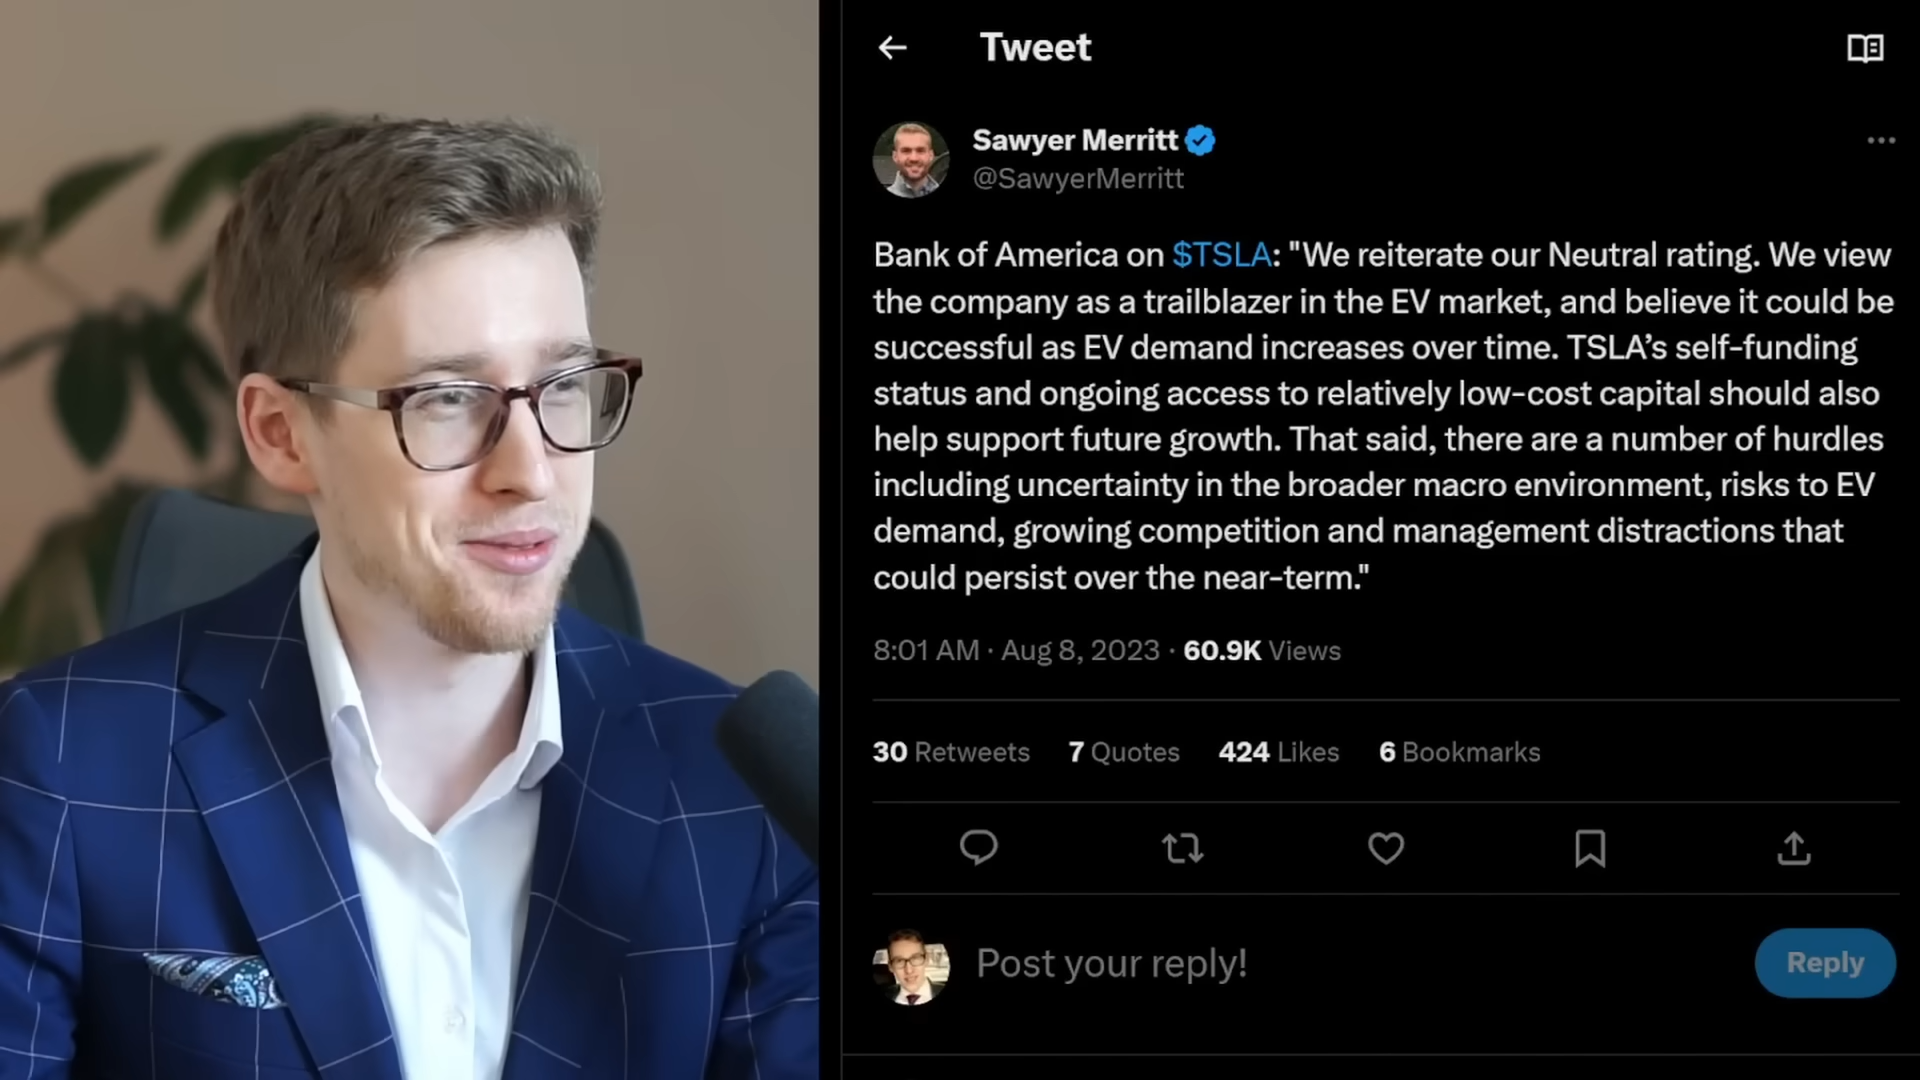 Tweet
Sawyer Merritt
@SawyerMerritt
Bank of America on $TSLA: "We reiterate our Neutral rating. We view
the company as a trailblazer in the EV market, and believe it could be
successful as EV demand increases over time. TSLA’s self-funding
status and ongoing access to relatively low-cost capital should also
help support future growth. That said, there are a number of hurdles
including uncertainty in the broader macro environment, risks to EV
demand, growing competition and management distractions that
could persist over the near-term."
8:01 AM · Aug 8, 2023 · 60.9K Views
30 Retweets 7 Quotes 424 Likes 6 Bookmarks
Post your reply!
Reply